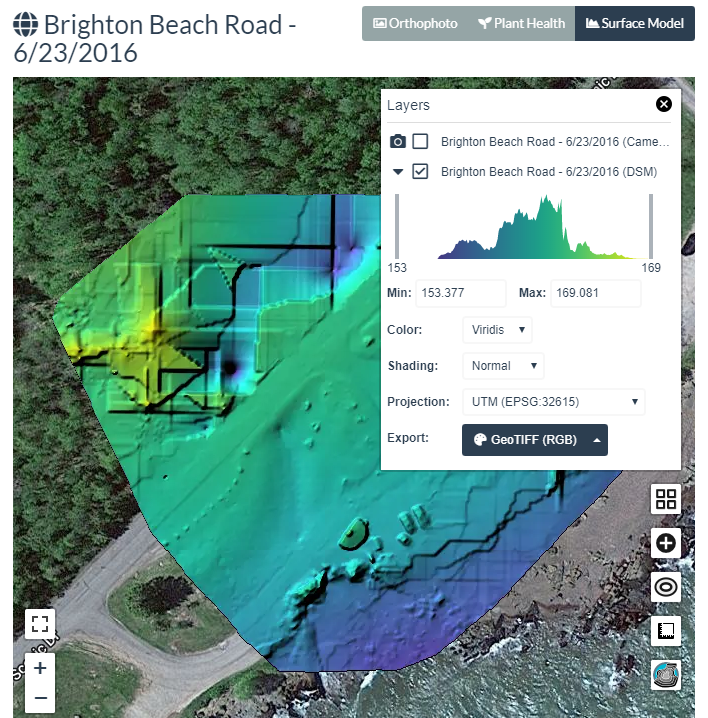 Brighton Beach Road -
6/23/2016
Orthophoto Plant Health Surface Model
Layers
Brighton Beach Road - 6/23/2016 (Came...
Brighton Beach Road - 6/23/2016 (DSM)
153 169
Min: 153.377 Max: 169.081
Color: Viridis
Shading: Normal
Projection: UTM (EPSG:32615)
Export: GeoTIFF (RGB)
+
−